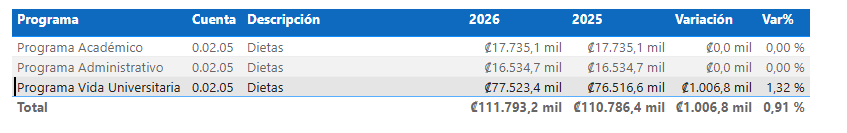 Programa Cuenta Descripción 2026 2025 Variación Var%
Programa Académico 0.02.05 Dietas ₡17.735,1 mil ₡17.735,1 mil ₡0,0 mil 0,00 %
Programa Administrativo 0.02.05 Dietas ₡16.534,7 mil ₡16.534,7 mil ₡0,0 mil 0,00 %
Programa Vida Universitaria 0.02.05 Dietas ₡77.523,4 mil ₡76.516,6 mil ₡1.006,8 mil 1,32 %
Total ₡111.793,2 mil ₡110.786,4 mil ₡1.006,8 mil 0,91 %